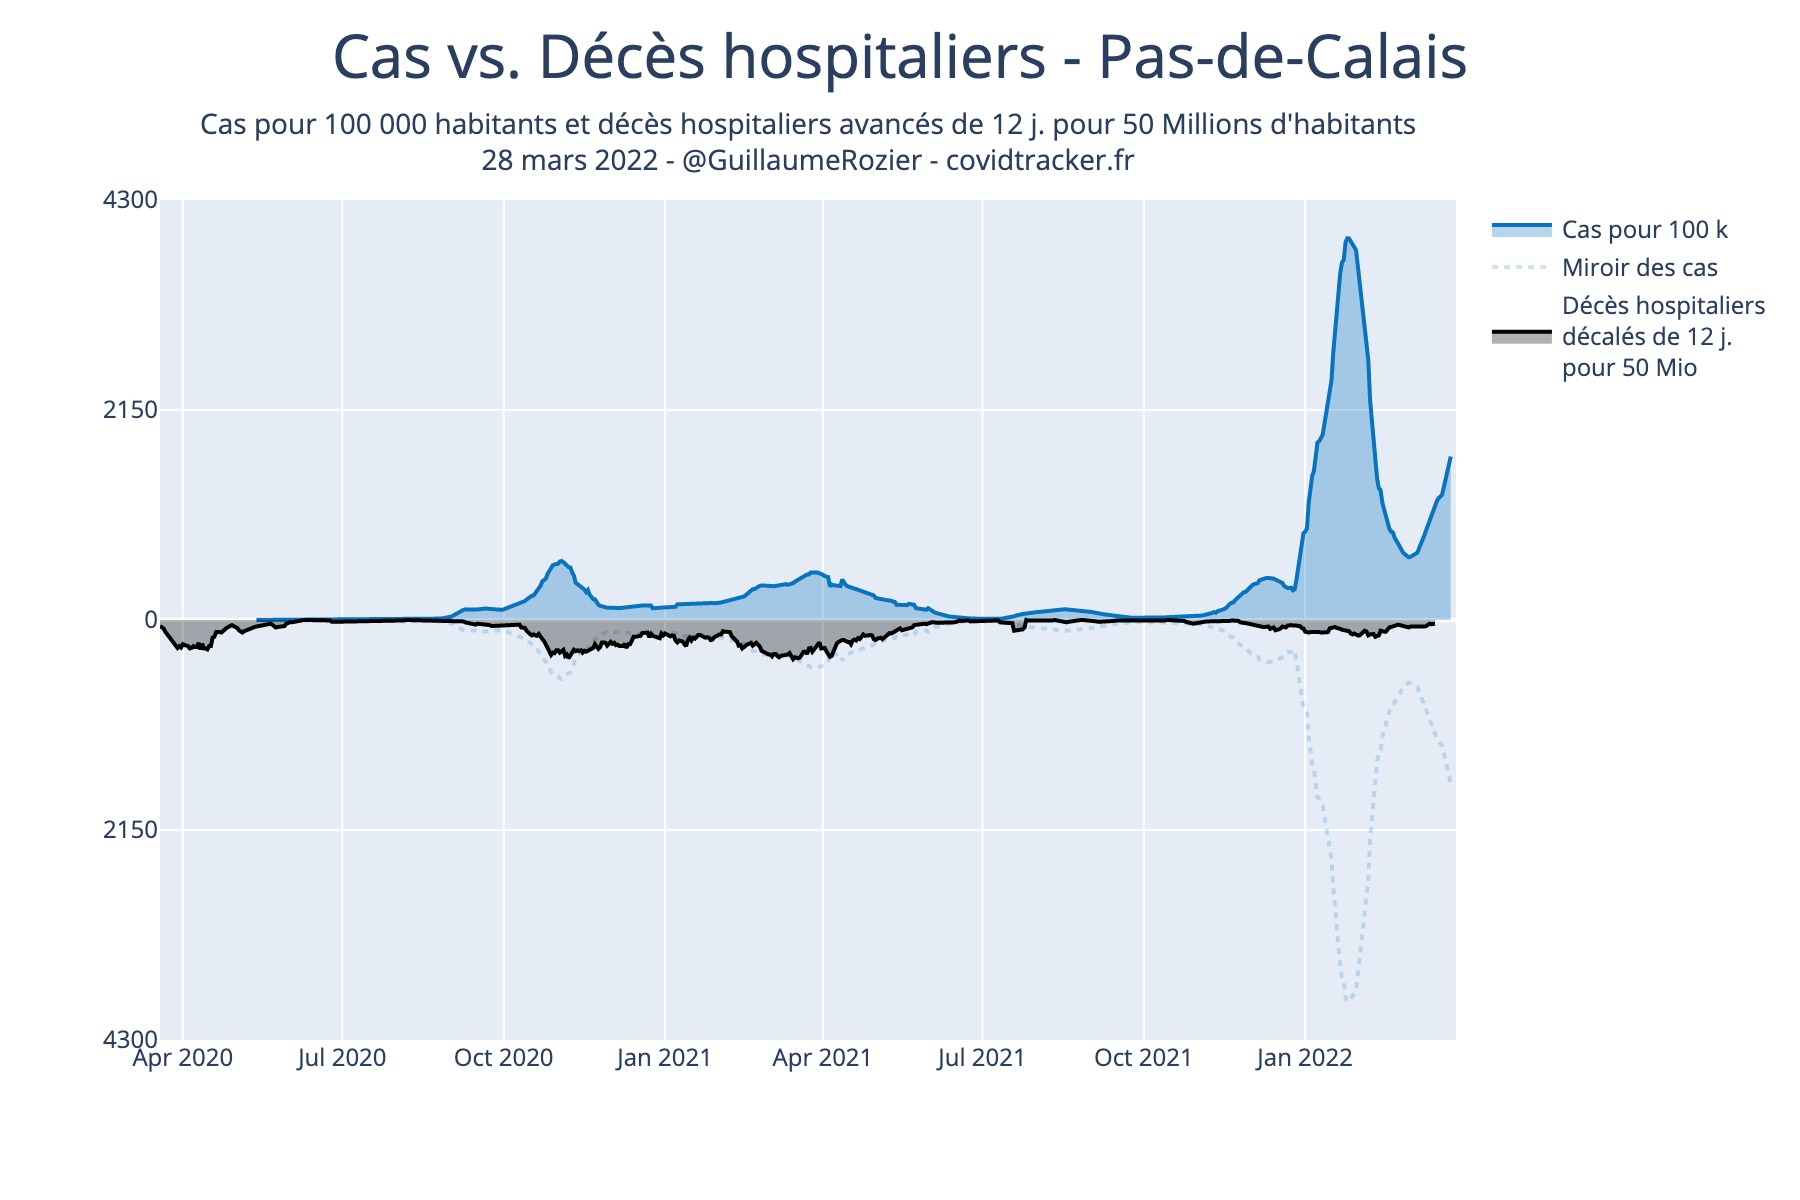 Cas vs. Décès hospitaliers - Pas-de-Calais
Cas pour 100 000 habitants et décès hospitaliers avancés de 12 j. pour 50 Millions d'habitants
28 mars 2022 - @GuillaumeRozier - covidtracker.fr
4300
2150
0
2150
4300
Apr 2020
Jul 2020
Oct 2020
Jan 2021
Apr 2021
Jul 2021
Oct 2021
Jan 2022
Cas pour 100 k
Miroir des cas
Décès hospitaliers
décalés de 12 j.
pour 50 Mio